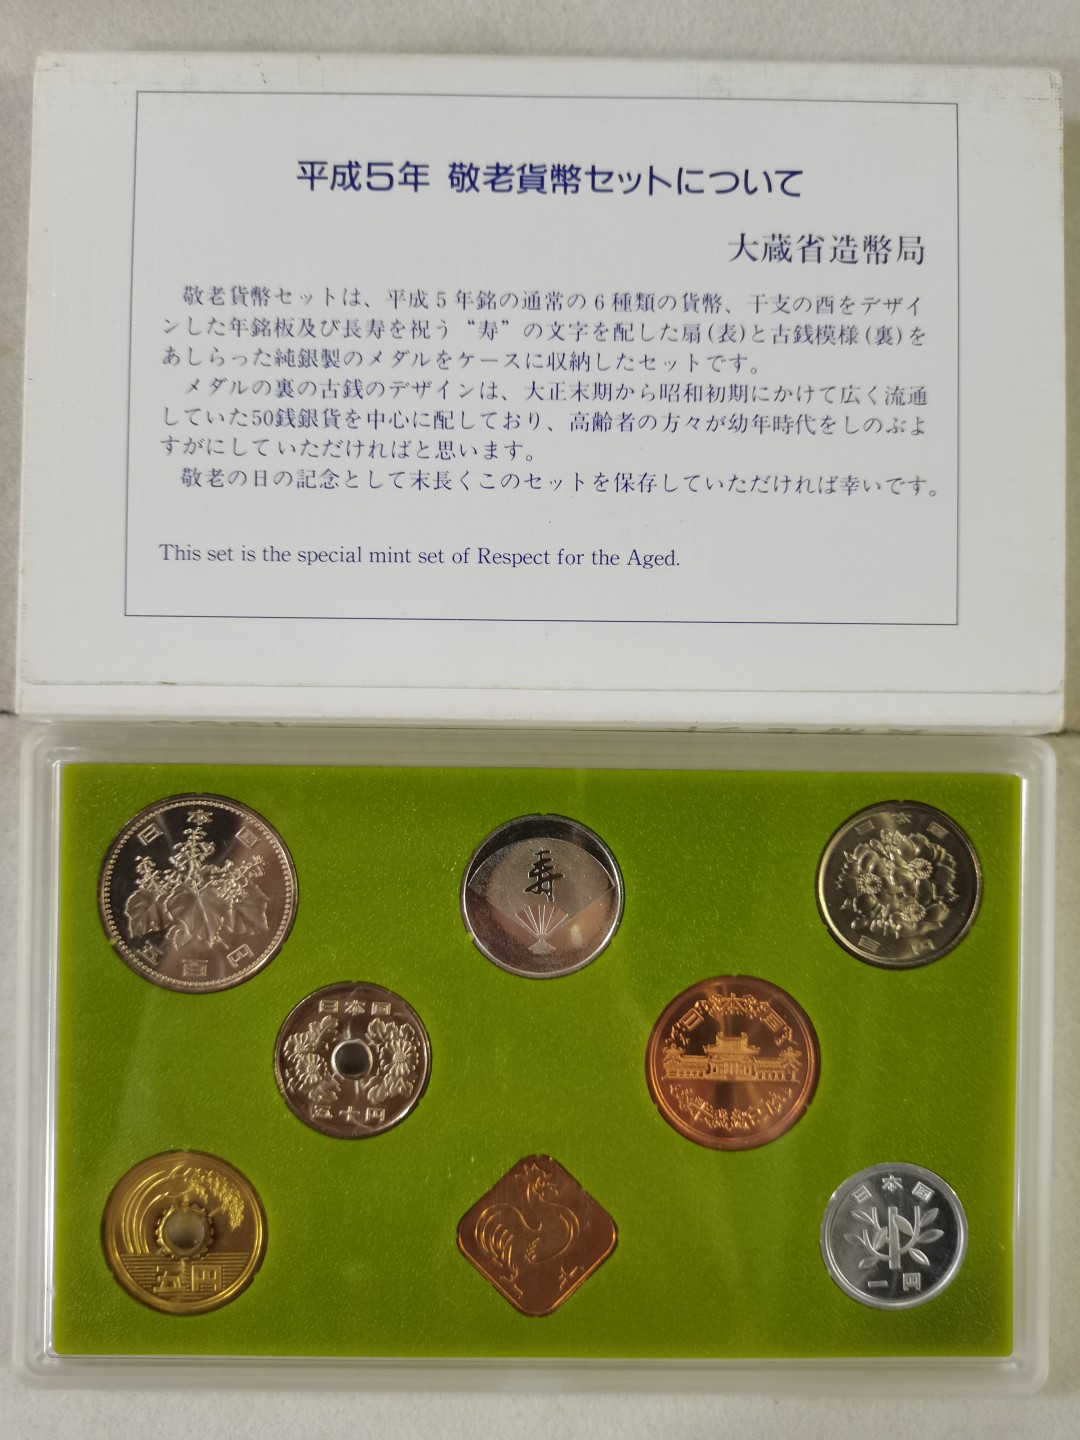 平成5年 敬老貨幣セットについて
大蔵省造幣局
敬老貨幣セットは、平成5年銘の通常の6種類の貨幣、干支の酉をデザイ
ンした年銘板及び長寿を祝う“寿”の文字を配した扇(表)と古銭模様(裏)を
あしらった純銀製のメダルをケースに収納したセットです。
メダルの裏の古銭のデザインは、大正末期から昭和初期にかけて広く流通
していた50銭銀貨を中心に配しており、高齢者の方々が幼年時代をしのぶよ
すがにしていただければと思います。
敬老の日の記念として末長くこのセットを保存していただければ幸いです。
This set is the special mint set of Respect for the Aged.
日本国
五百円
寿
日本国
百円
日本国
五十円
日本国
五円
日本国
一円